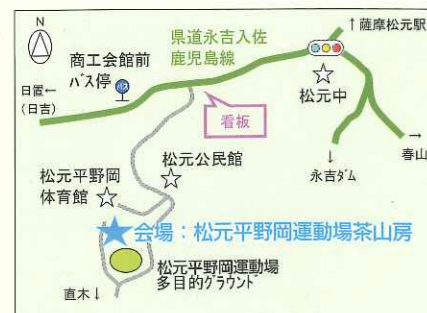 N
↑薩摩松元駅
県道永吉入佐
鹿児島線
商工会館前
バス停
バス
日置←
(日吉)
松元中
看板
→
春山
↓
永吉ダム
松元公民館
松元平野岡
体育館
会場：松元平野岡運動場茶山房
松元平野岡運動場
多目的グラウンド
直木↓